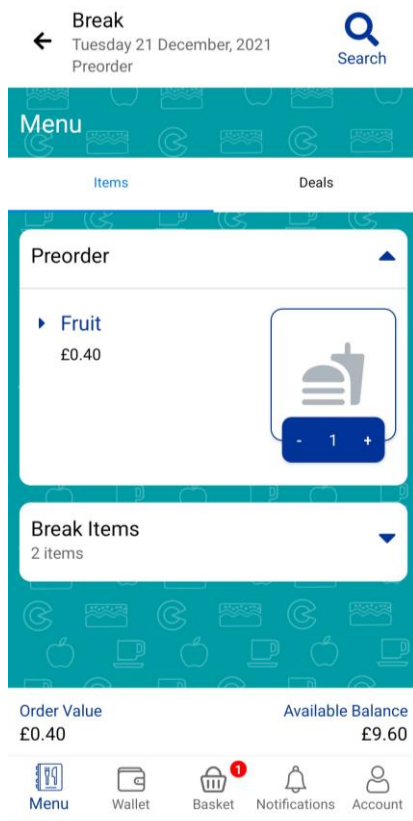 Break
Tuesday 21 December, 2021
Preorder
Search
Menu
Items
Deals
Preorder
Fruit
£0.40
- 1 +
Break Items
2 items
Order Value
£0.40
Available Balance
£9.60
1
Menu
Wallet
Basket
Notifications
Account